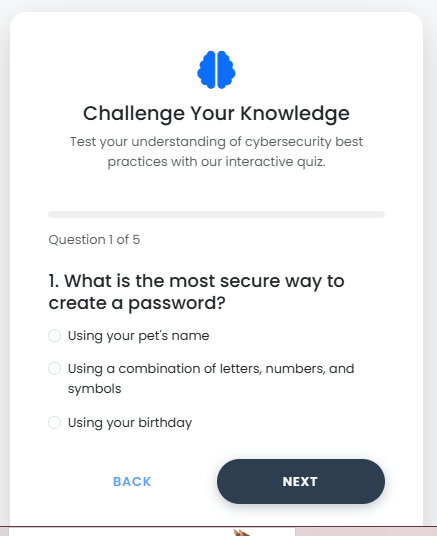 Challenge Your Knowledge
Test your understanding of cybersecurity best
practices with our interactive quiz.
Question 1 of 5
1. What is the most secure way to
create a password?
Using your pet's name
Using a combination of letters, numbers, and
symbols
Using your birthday
BACK
NEXT